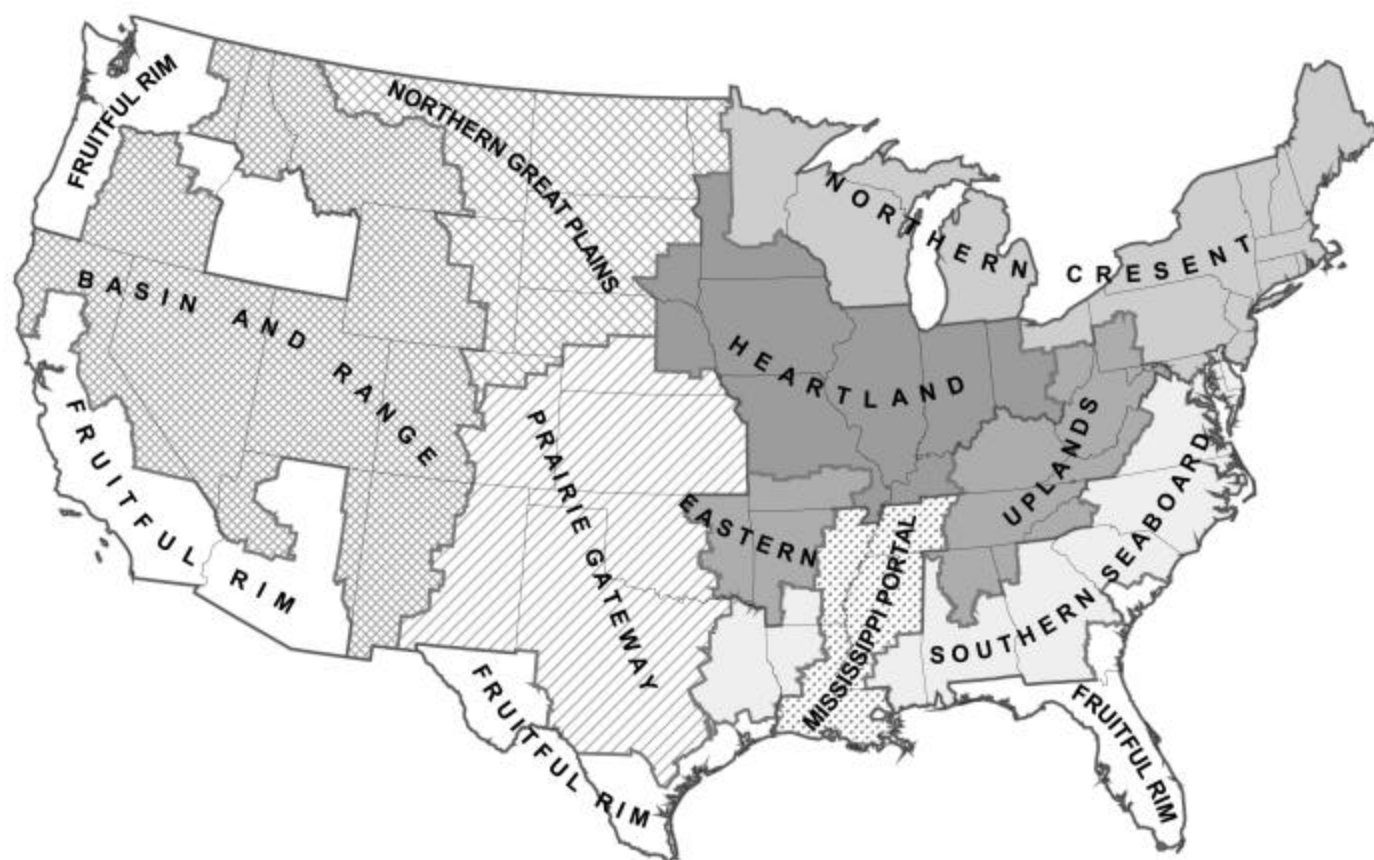 FRUITFUL RIM
NORTHERN GREAT PLAINS
NORTHERN CRESENT
BASIN AND RANGE
HEARTLAND
FRUITFUL RIM
PRAIRIE GATEWAY
EASTERN UPLANDS
MISSISSIPPI PORTAL
SOUTHERN SEABOARD
FRUITFUL RIM
FRUITFUL RIM